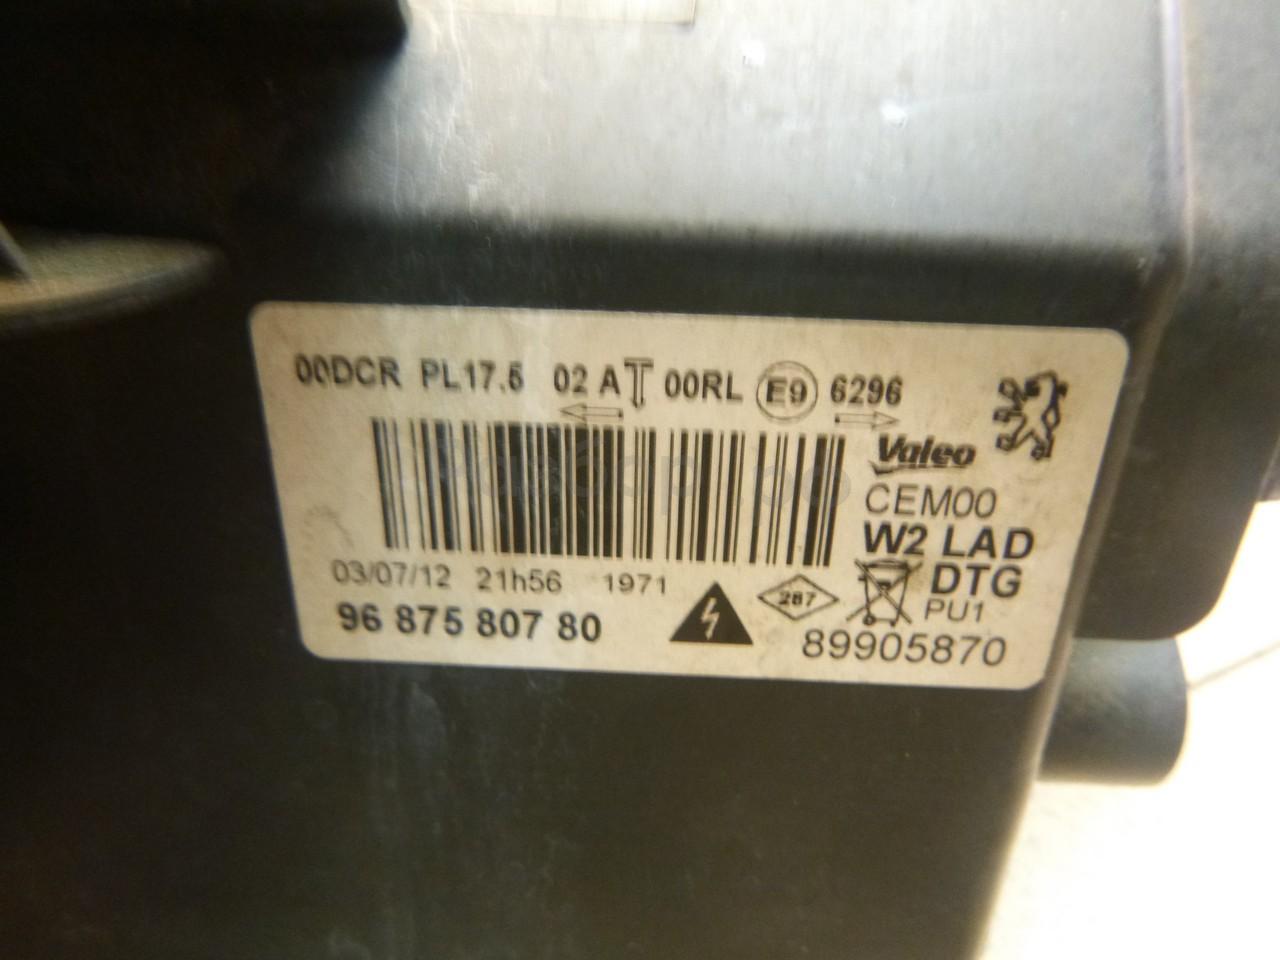 00DCR PL17.5 02 A 00RL E9 6296
Valeo
CEM00
W2 LAD
DTG
PU1
03/07/12 21h56 1971
96 875 807 80
287
89905870